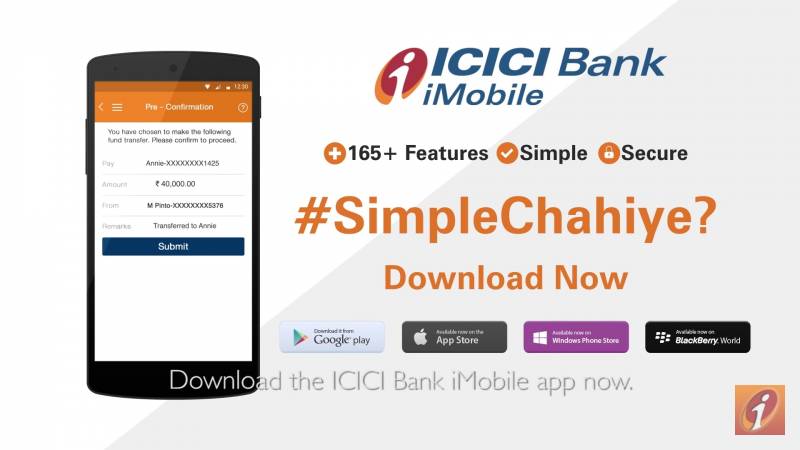 12:30
Pre - Confirmation
You have chosen to make the following
fund transfer. Please confirm to proceed.
Pay Annie-XXXXXXXX1425
Amount ₹ 40,000.00
From M Pinto-XXXXXXXX5376
Remarks Transferred to Annie
Submit
ICICI Bank
iMobile
165+ Features Simple Secure
#SimpleChahiye?
Download Now
Download it from
Google play
Available now on the
App Store
Available now on
Windows Phone Store
Available now on
BlackBerry World
Download the ICICI Bank iMobile app now.